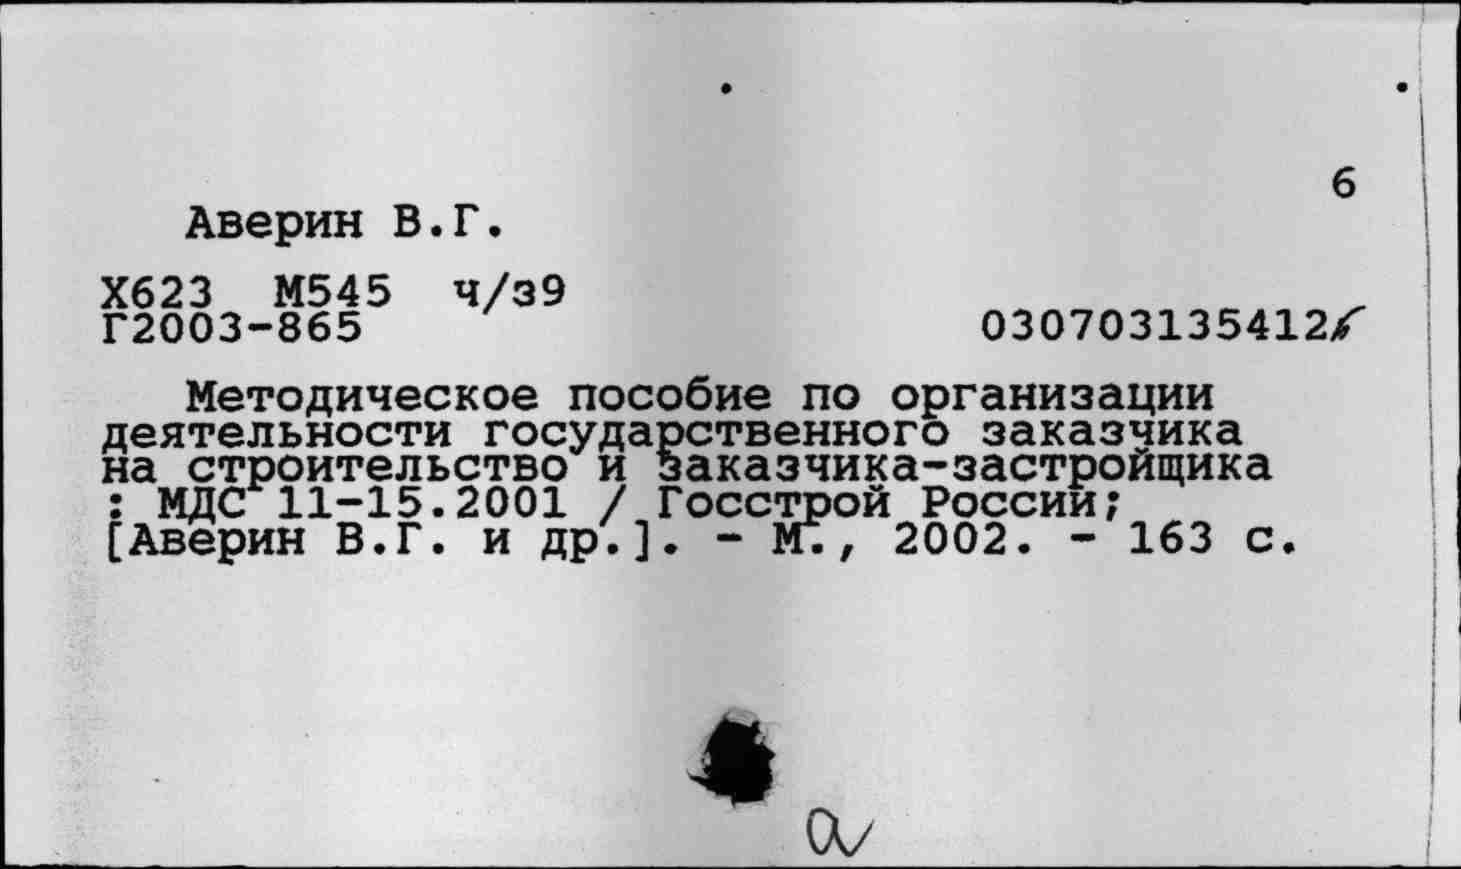 6
Аверин В.Г.
Х623 М545 ч/з9
Г2003-865
030703135412
Методическое пособие по организации
деятельности государственного заказчика
на строительство и заказчика-застройщика
: МДС 11-15.2001 / Госстрой России;
[Аверин В.Г. и др.]. - М., 2002. - 163 с.